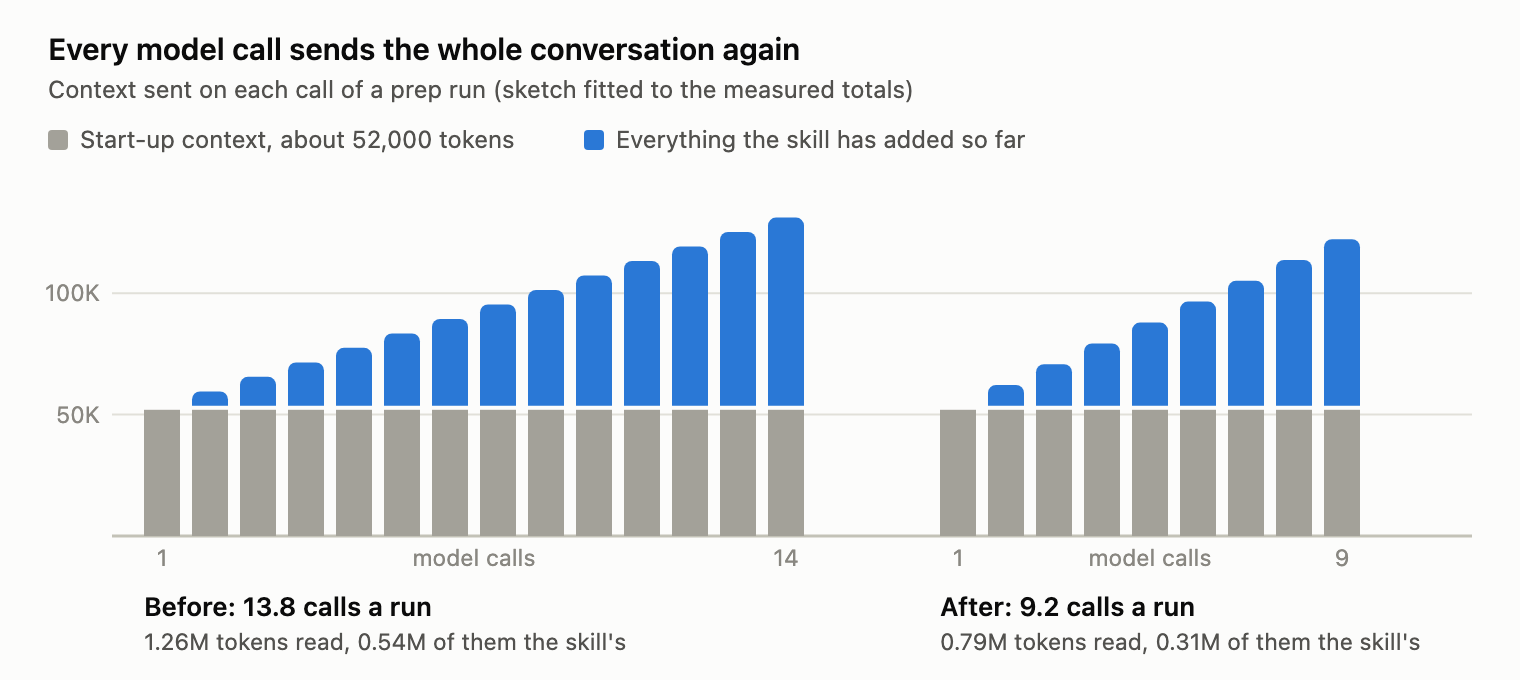 Every model call sends the whole conversation again
Context sent on each call of a prep run (sketch fitted to the measured totals)
Start-up context, about 52,000 tokens
Everything the skill has added so far
100K
50K
1
model calls
14
1
model calls
9
Before: 13.8 calls a run
1.26M tokens read, 0.54M of them the skill's
After: 9.2 calls a run
0.79M tokens read, 0.31M of them the skill's